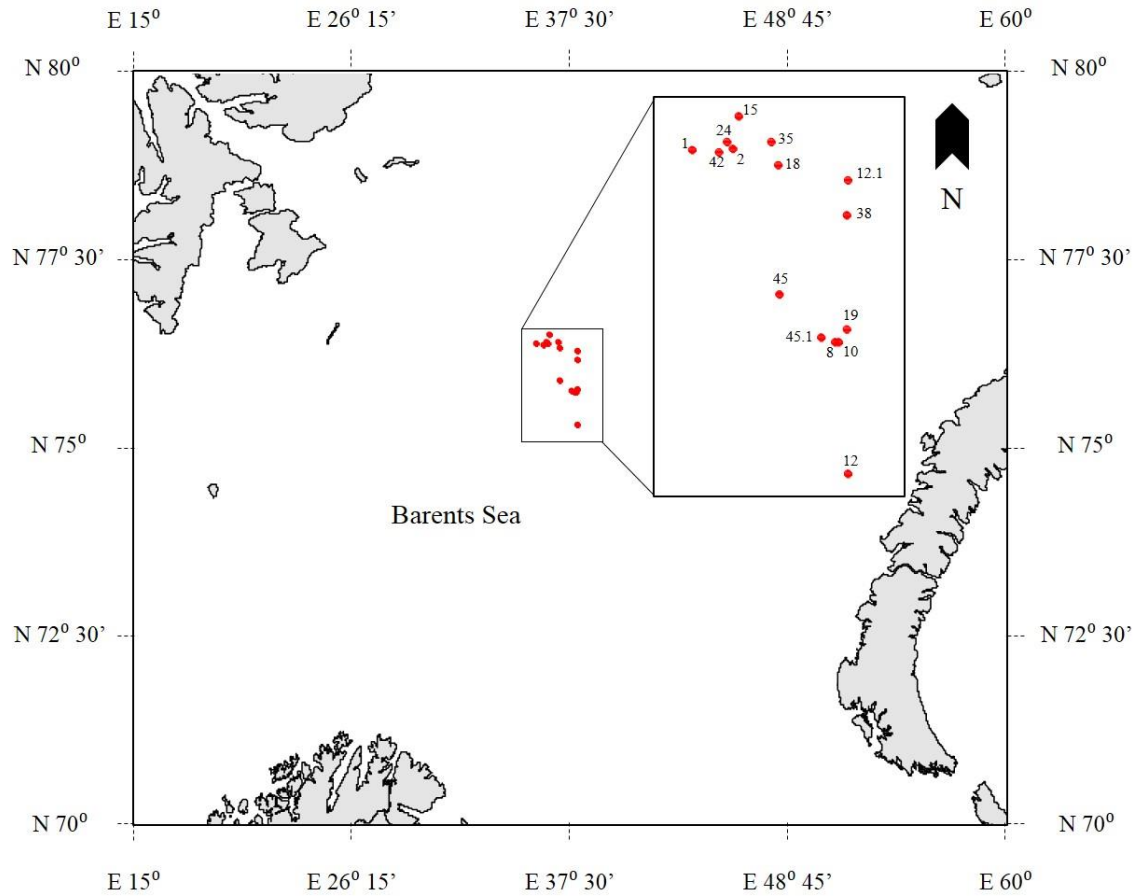 E 15⁰ E 26⁰ 15’ E 37⁰ 30’ E 48⁰ 45’ E 60⁰
N 80⁰ N 80⁰
15
24 35
1
42 2 18
12.1
N
38
N 77⁰ 30’ N 77⁰ 30’
45
19
45.1
8 10
N 75⁰ N 75⁰
12
Barents Sea
N 72⁰ 30’ N 72⁰ 30’
N 70⁰ N 70⁰
E 15⁰ E 26⁰ 15’ E 37⁰ 30’ E 48⁰ 45’ E 60⁰